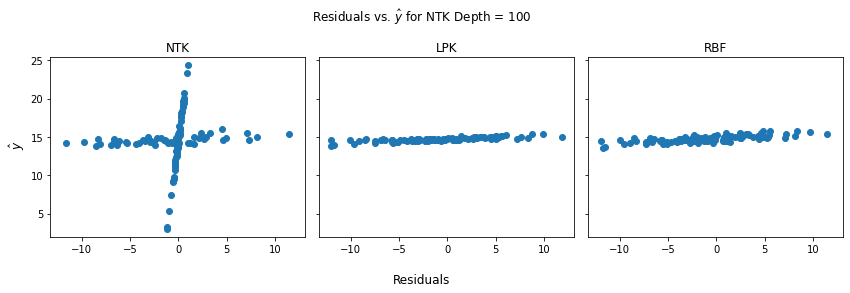 Residuals vs. ŷ for NTK Depth = 100
NTK
LPK
RBF
25
20
15
10
5
ŷ
−10 −5 0 5 10
−10 −5 0 5 10
−10 −5 0 5 10
Residuals